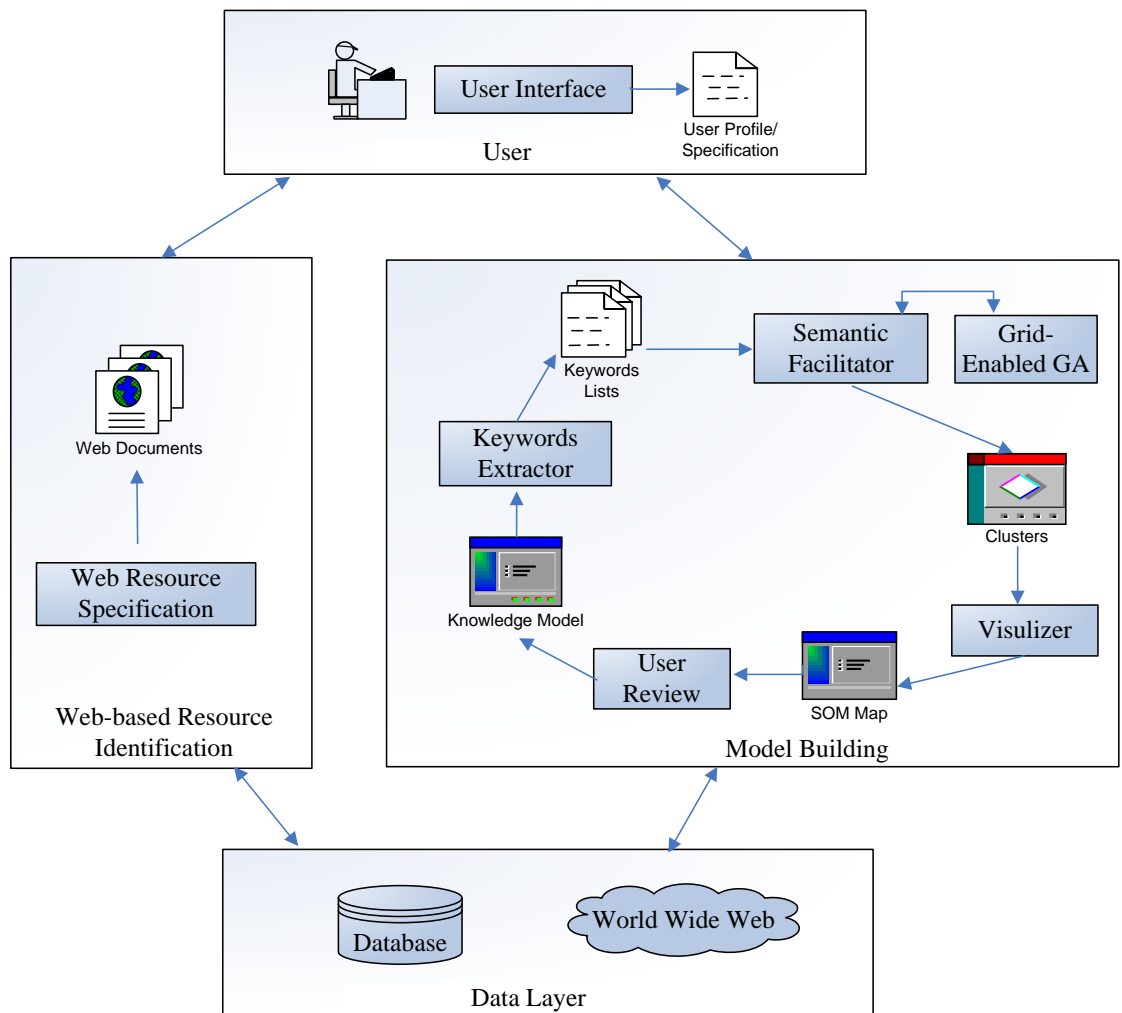 User Interface
User Profile/
Specification
User
Web Documents
Web Resource
Specification
Web-based Resource
Identification
Keywords
Lists
Semantic
Facilitator
Grid-
Enabled GA
Keywords
Extractor
Clusters
Knowledge Model
Visulizer
User
Review
SOM Map
Model Building
Database
World Wide Web
Data Layer